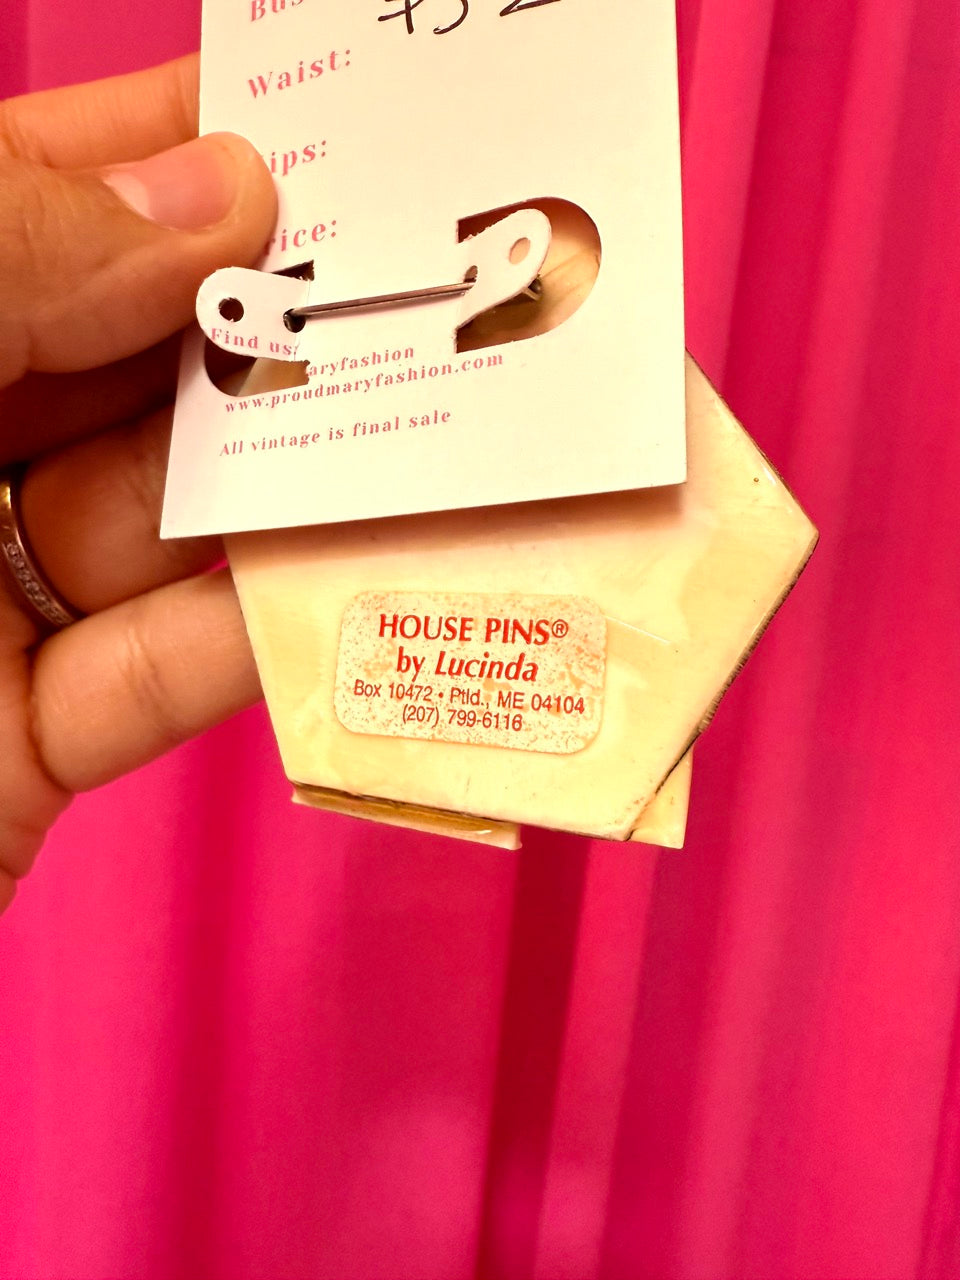 Waist:
Find us:
www.proudmaryfashion.com
All vintage is final sale
HOUSE PINS®
by Lucinda
Box 10472 • Ptld., ME 04104
(207) 799-6116